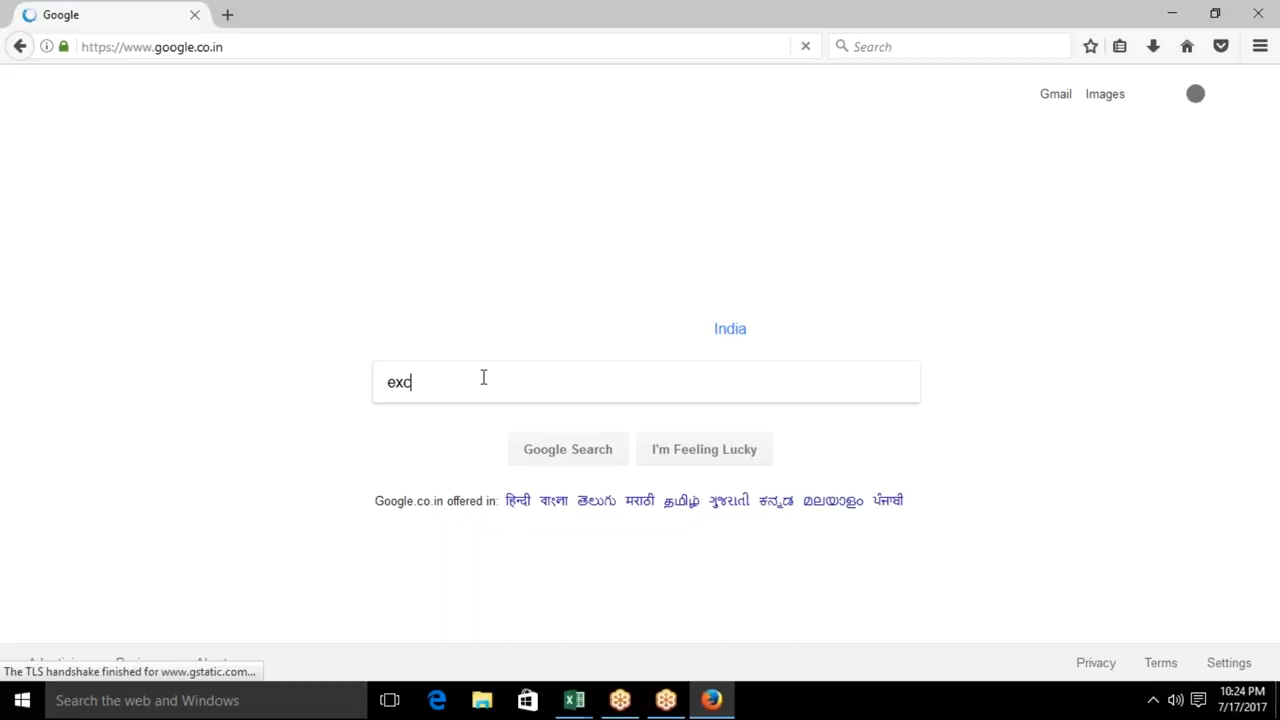 Google
https://www.google.co.in
Search
Gmail Images
India
exc
Google Search I'm Feeling Lucky
Google.co.in offered in: हिन्दी বাংলা తెలుగు मराठी தமிழ் ગુજરાતી ಕನ್ನಡ മലയാളം ਪੰਜਾਬੀ
Privacy Terms Settings
The TLS handshake finished for www.gstatic.com...
Search the web and Windows
10:24 PM
7/17/2017